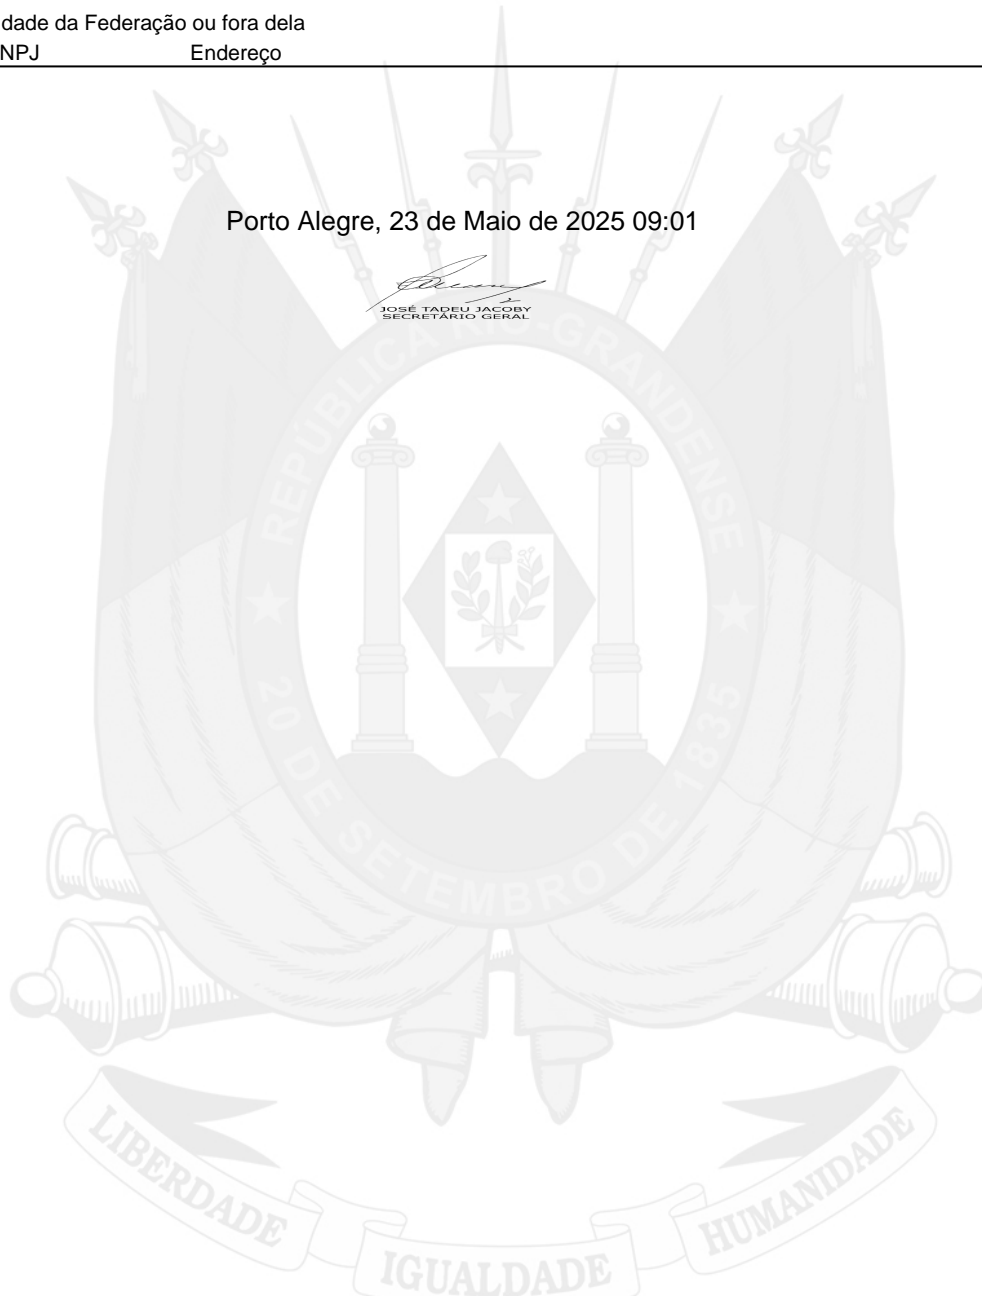 dade da Federação ou fora dela
NPJ Endereço
Porto Alegre, 23 de Maio de 2025 09:01
JOSÉ TADEU JACOBY
SECRETÁRIO GERAL
REPÚBLICA RIO-GRANDENSE
20 DE SETEMBRO DE 1835
LIBERDADE
IGUALDADE
HUMANIDADE